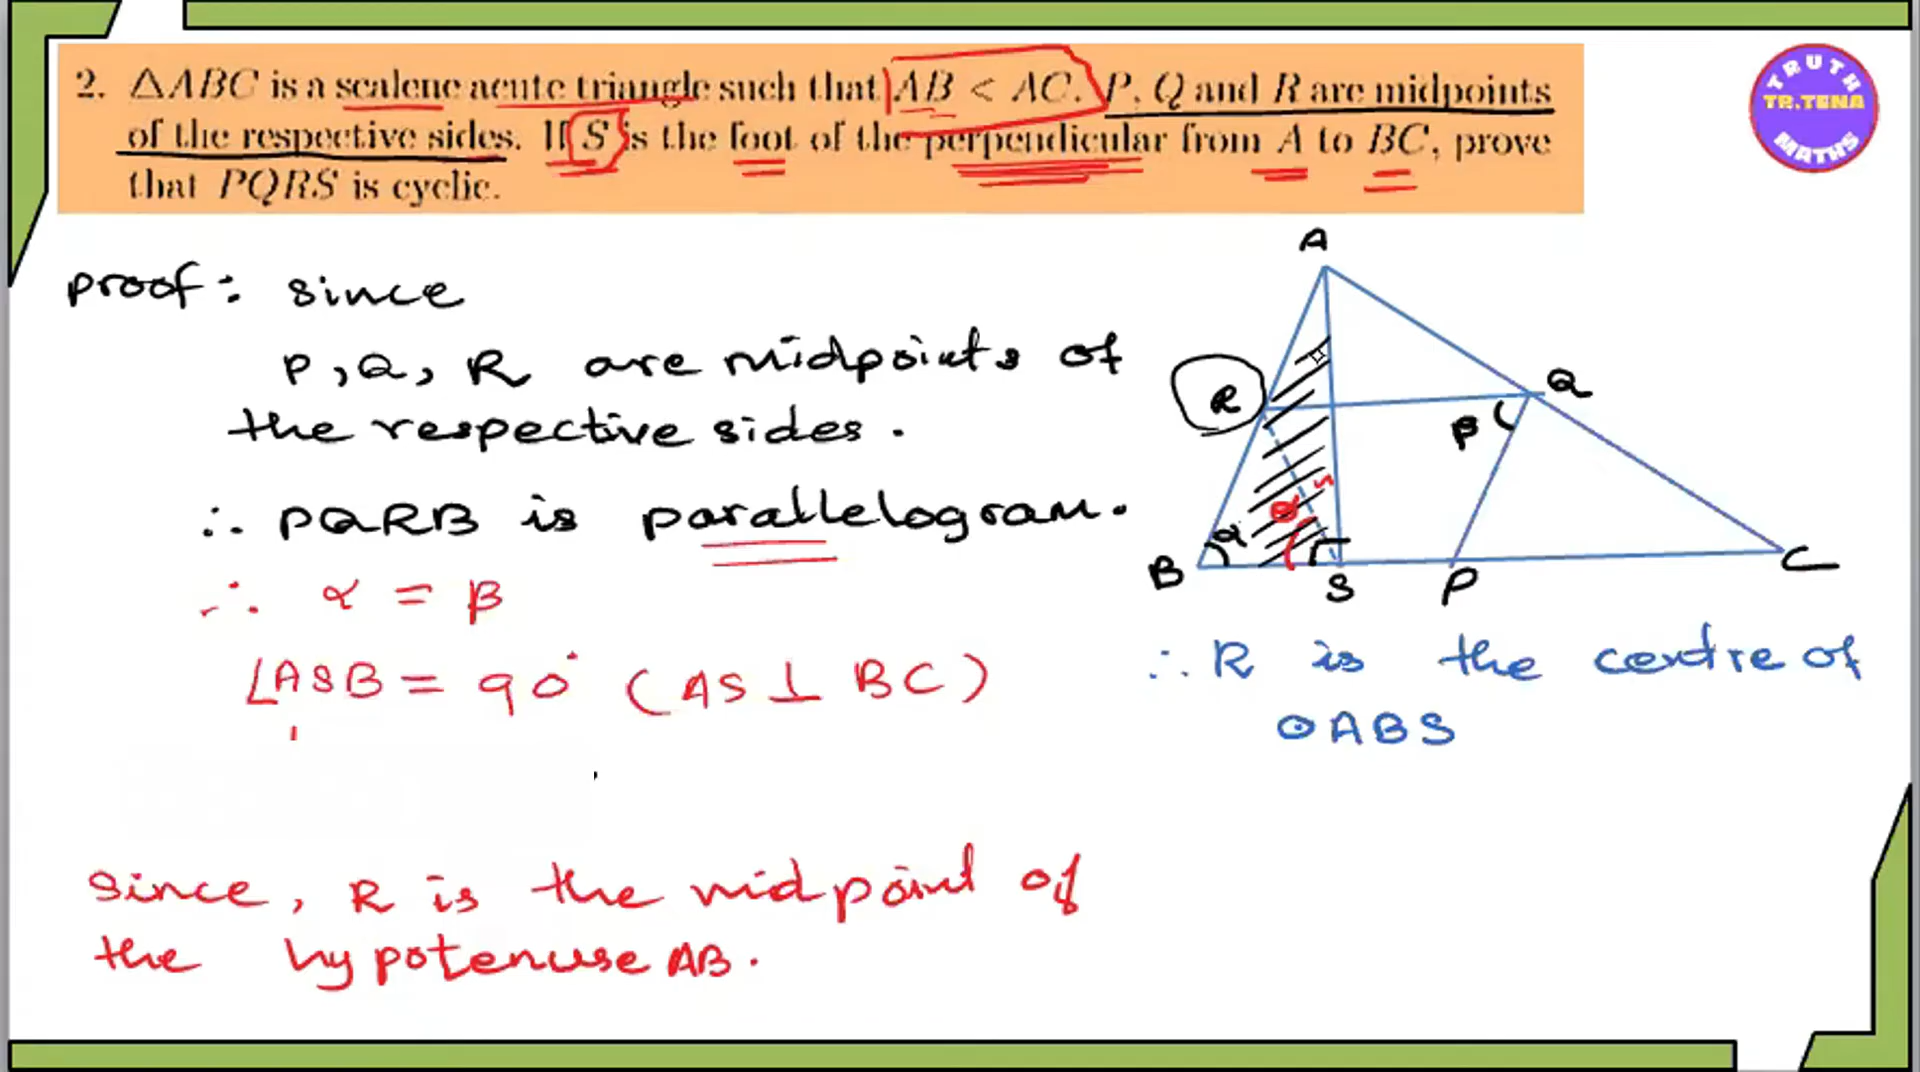 2. △ABC is a scalene acute triangle such that AB < AC. P, Q and R are midpoints
of the respective sides. If S is the foot of the perpendicular from A to BC, prove
that PQRS is cyclic.
TRUTH
TR.TENA
MATHS
proof: since
P, Q, R are midpoints of
the respective sides.
∴ PQRB is parallelogram.
∴ α = β
∠ASB = 90° (AS ⊥ BC)
since, R is the midpoint of
the hypotenuse AB.
A
R
Q
β
α
B
S
P
C
∴ R is the centre of
⊙ABS